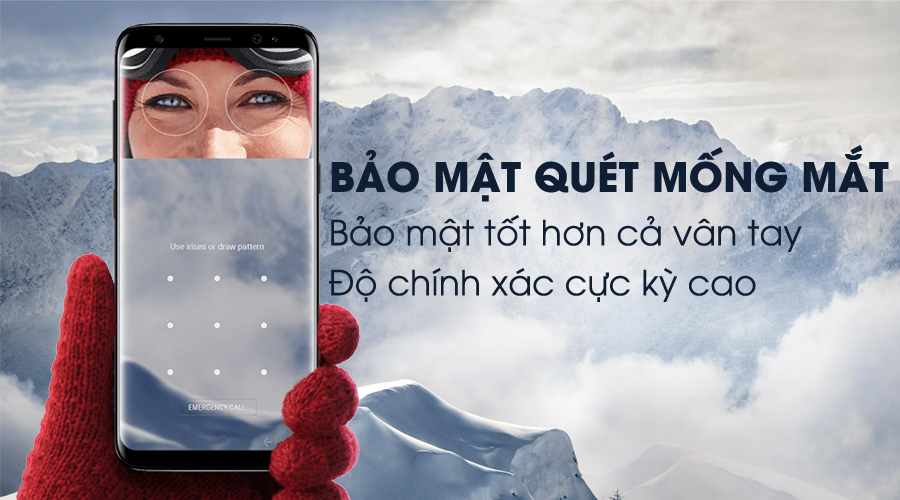 BẢO MẬT QUÉT MỐNG MẮT
Bảo mật tốt hơn cả vân tay
Độ chính xác cực kỳ cao
Use irises or draw pattern
EMERGENCY CALL